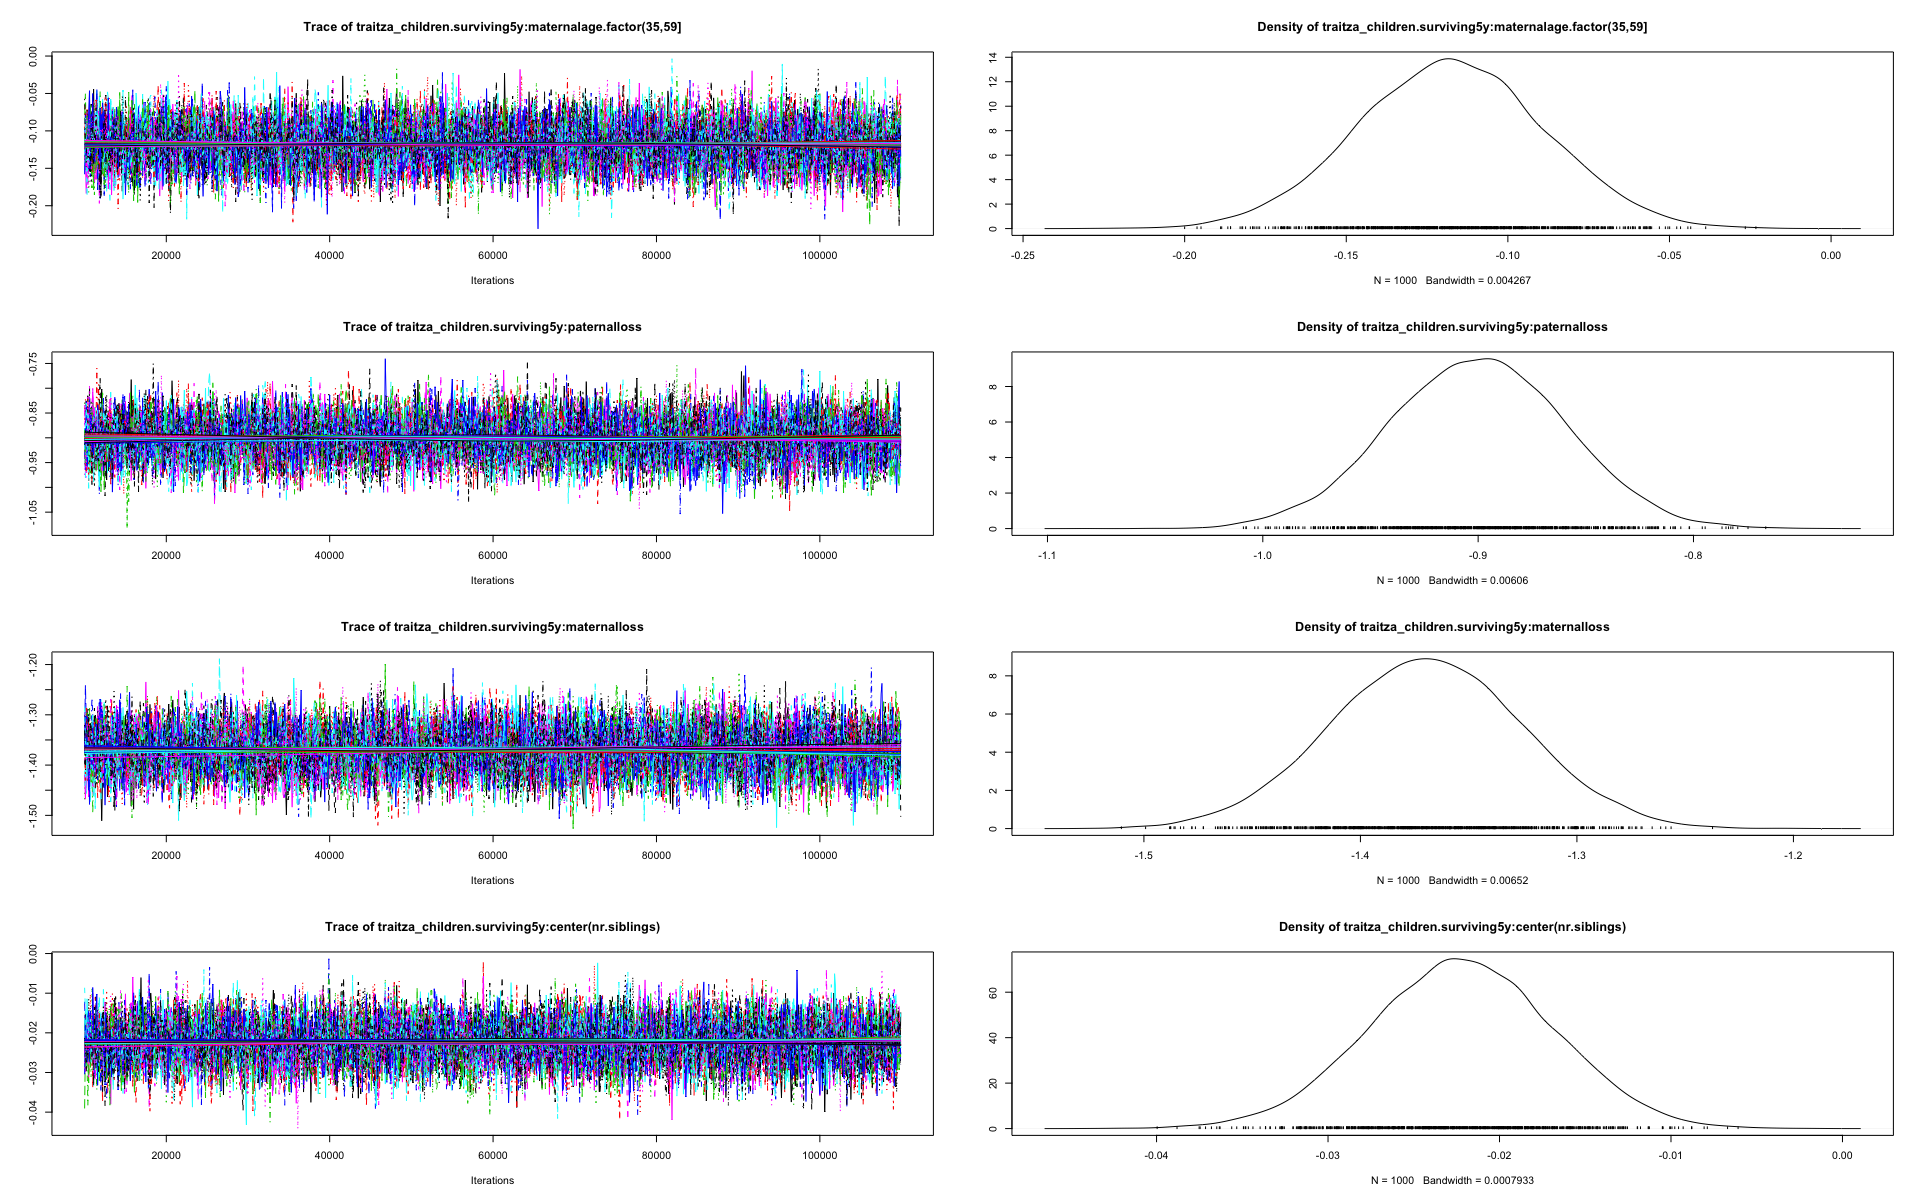 Trace of traitza_children.surviving5y:maternalage.factor(35,59]
0.00
-0.05
-0.10
-0.15
-0.20
20000 40000 60000 80000 100000
Iterations
Density of traitza_children.surviving5y:maternalage.factor(35,59]
14
12
10
8
6
4
2
0
-0.25 -0.20 -0.15 -0.10 -0.05 0.00
N = 1000 Bandwidth = 0.004267
Trace of traitza_children.surviving5y:paternalloss
-0.75
-0.85
-0.95
-1.05
20000 40000 60000 80000 100000
Iterations
Density of traitza_children.surviving5y:paternalloss
8
6
4
2
0
-1.1 -1.0 -0.9 -0.8
N = 1000 Bandwidth = 0.00606
Trace of traitza_children.surviving5y:maternalloss
-1.20
-1.30
-1.40
-1.50
20000 40000 60000 80000 100000
Iterations
Density of traitza_children.surviving5y:maternalloss
8
6
4
2
0
-1.5 -1.4 -1.3 -1.2
N = 1000 Bandwidth = 0.00652
Trace of traitza_children.surviving5y:center(nr.siblings)
0.00
-0.01
-0.02
-0.03
-0.04
20000 40000 60000 80000 100000
Iterations
Density of traitza_children.surviving5y:center(nr.siblings)
60
40
20
0
-0.04 -0.03 -0.02 -0.01 0.00
N = 1000 Bandwidth = 0.0007933